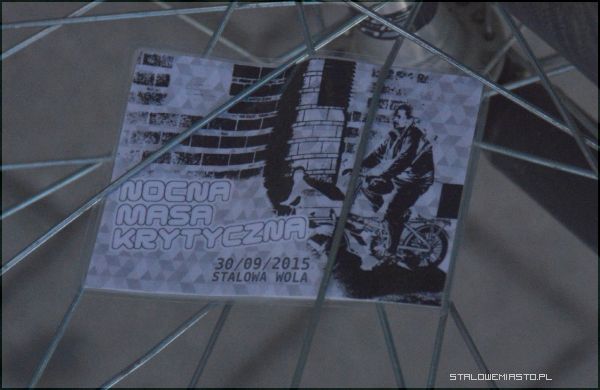 NOCNA
MASA
KRYTYCZNA
30/09/2015
STALOWA WOLA
STALOWEMIASTO.PL